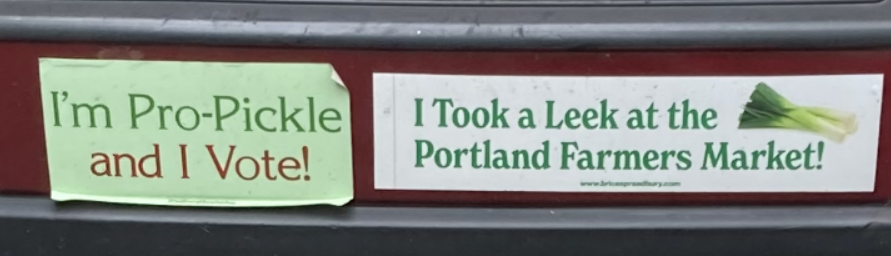 I'm Pro-Pickle
and I Vote!
I Took a Leek at the
Portland Farmers Market!